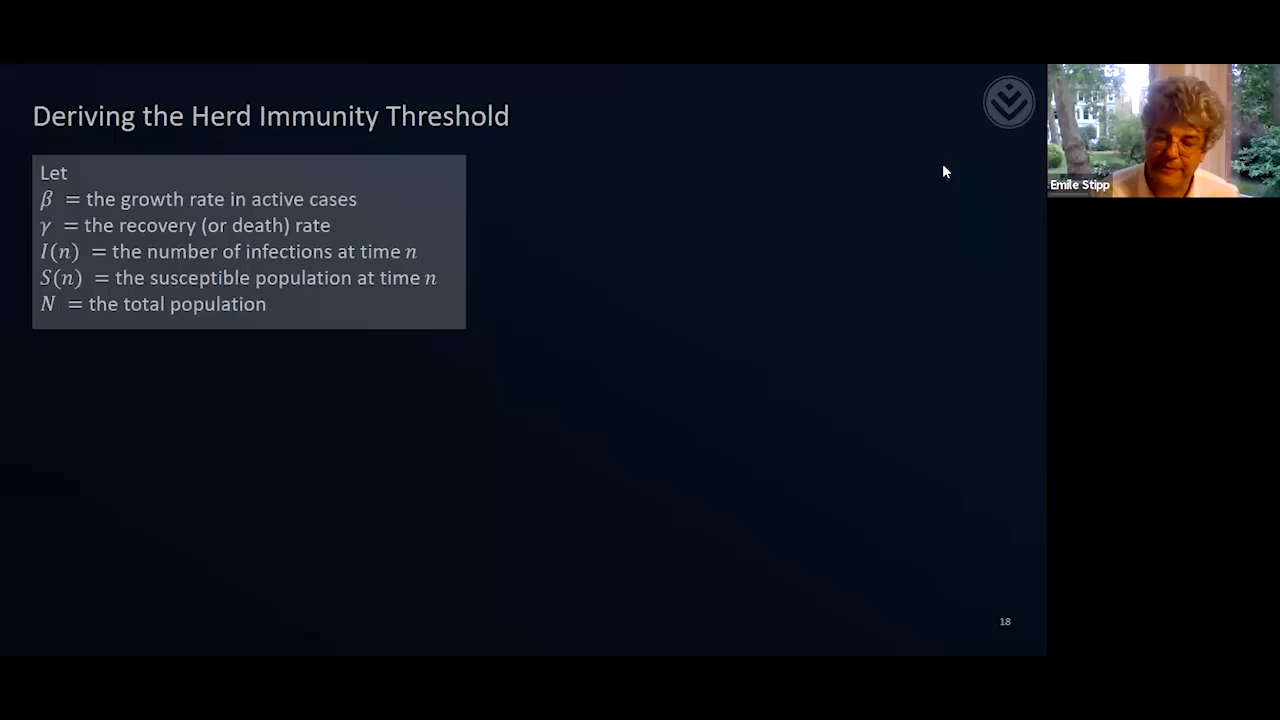 Deriving the Herd Immunity Threshold
Let
β = the growth rate in active cases
γ = the recovery (or death) rate
I(n) = the number of infections at time n
S(n) = the susceptible population at time n
N = the total population
Emile Stipp
18